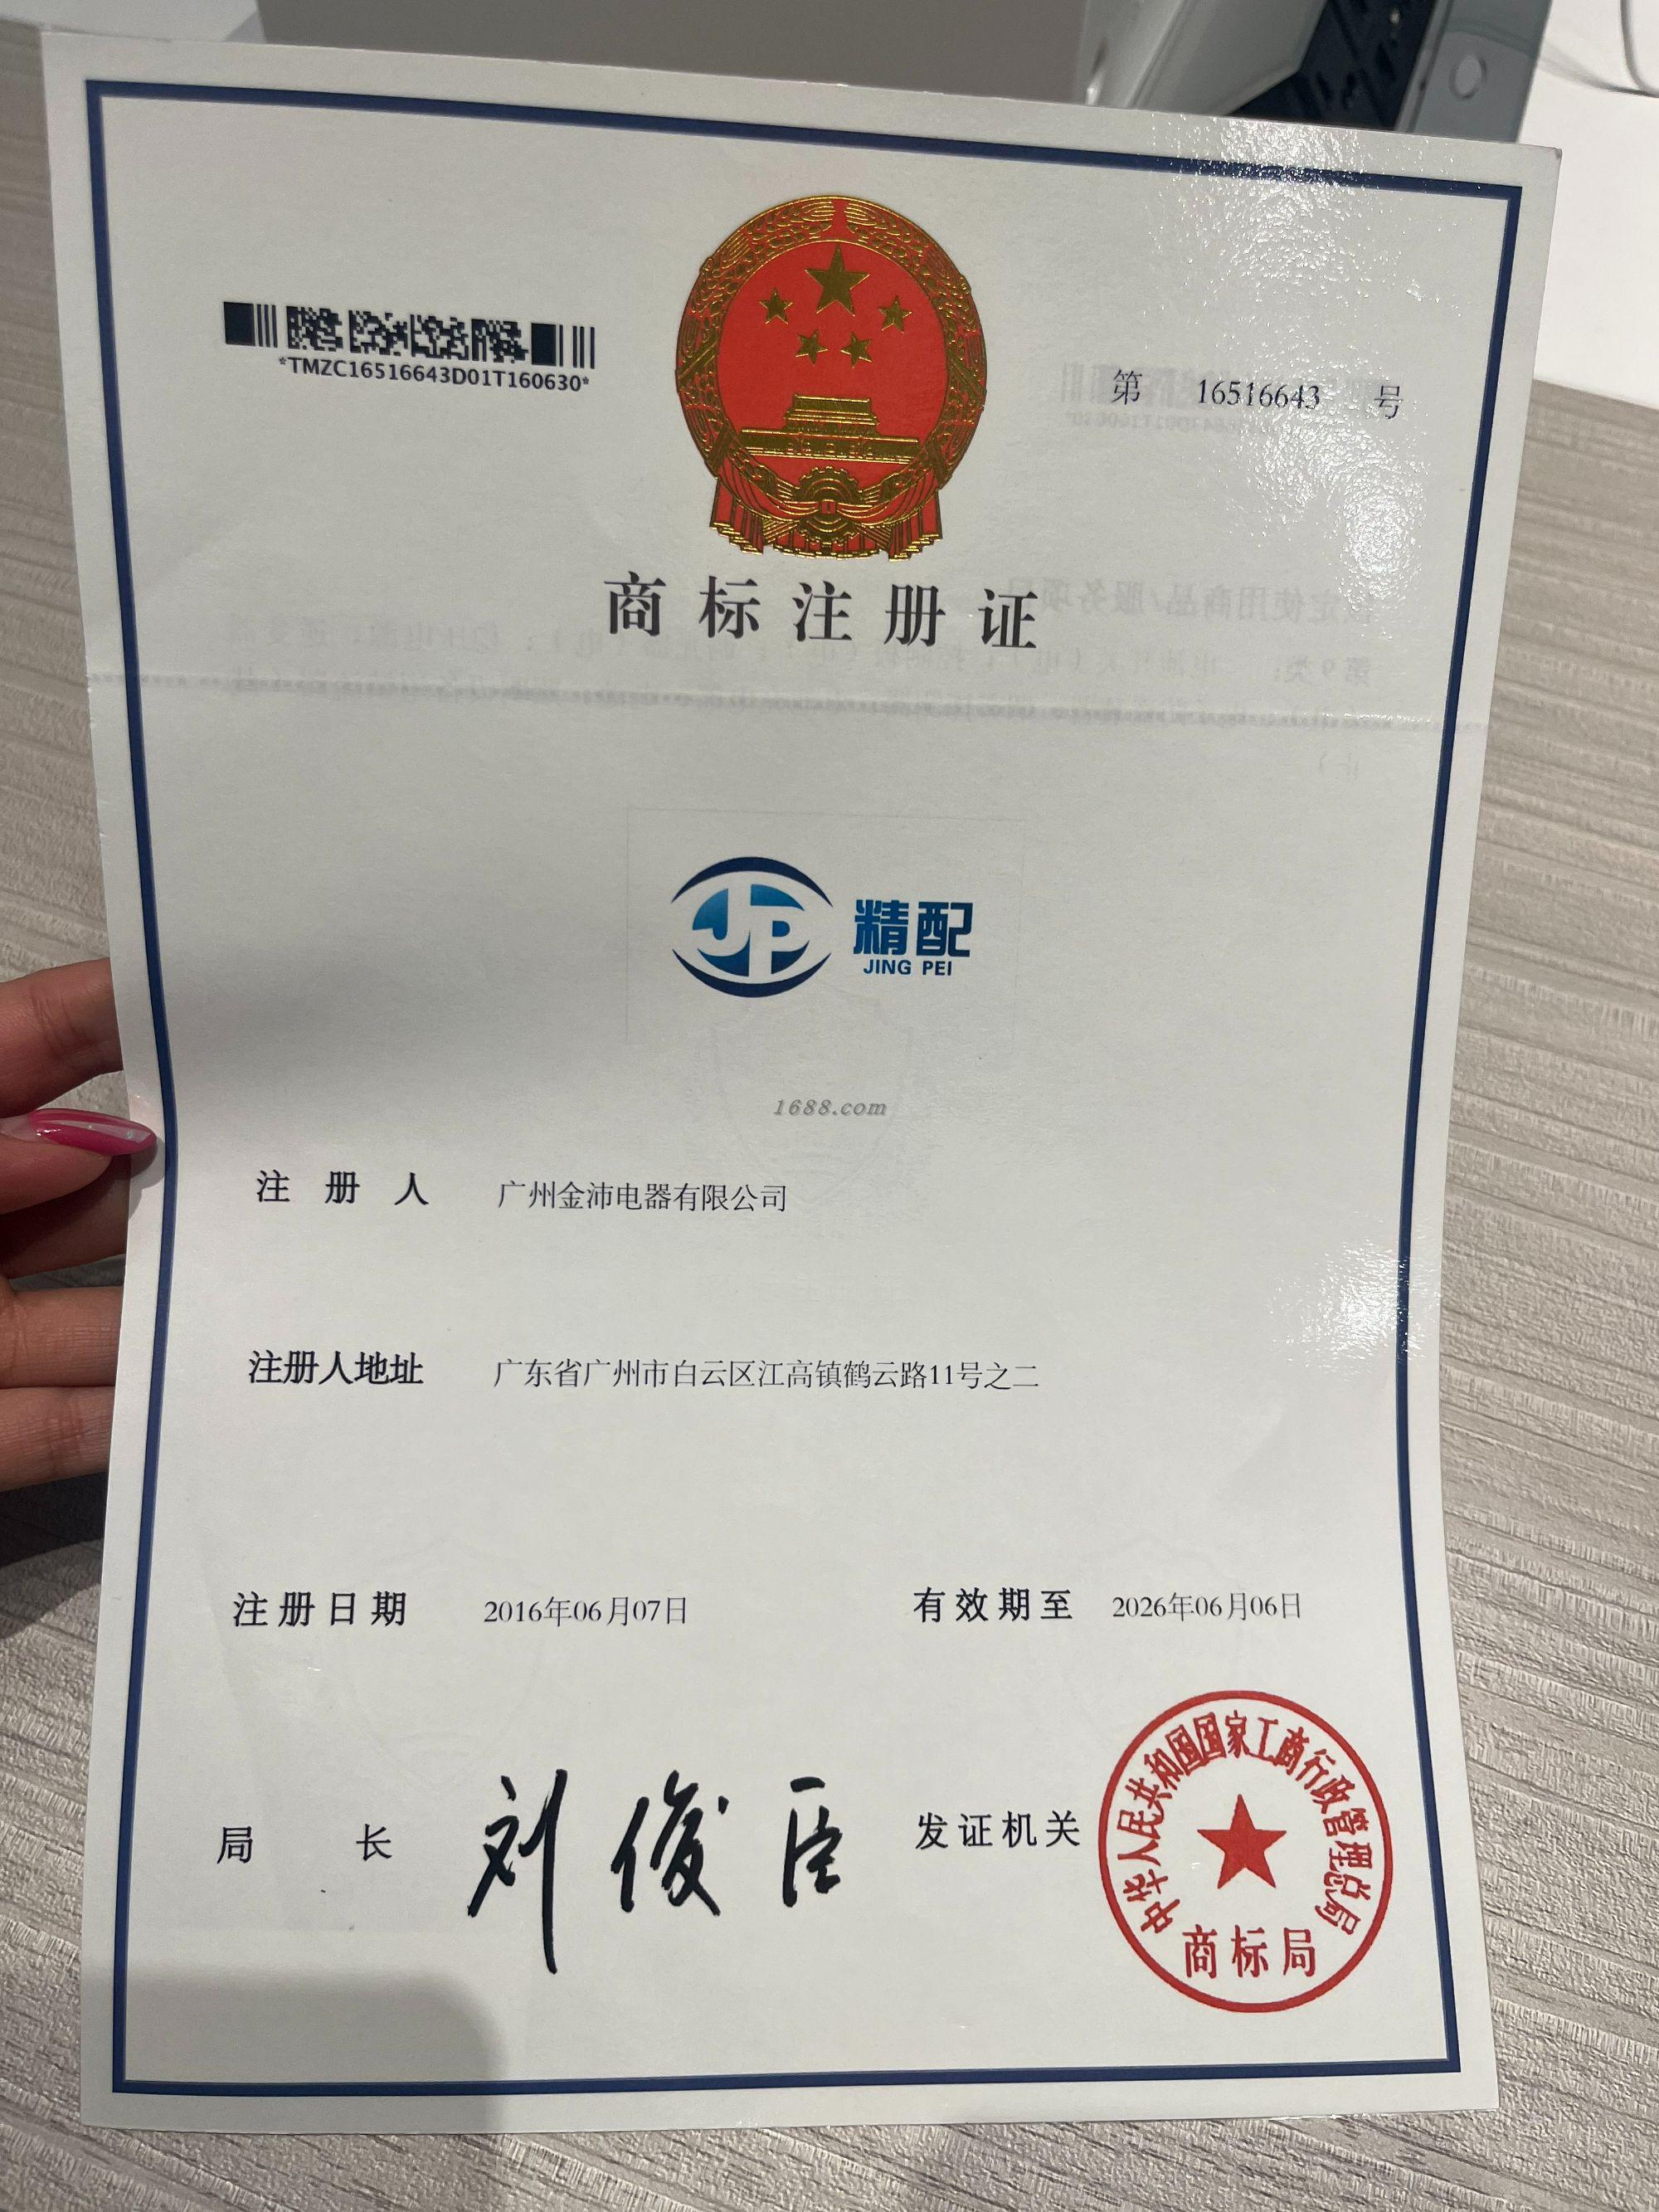 *TMZC16516643D01T160630*
第 16516643 号
商标注册证
JP 精配
JING PEI
1688.com
注册人 广州金沛电器有限公司
注册人地址 广东省广州市白云区江高镇鹤云路11号之二
注册日期 2016年06月07日 有效期至 2026年06月06日
局长 刘俊臣 发证机关
中华人民共和国国家工商行政管理总局
商标局